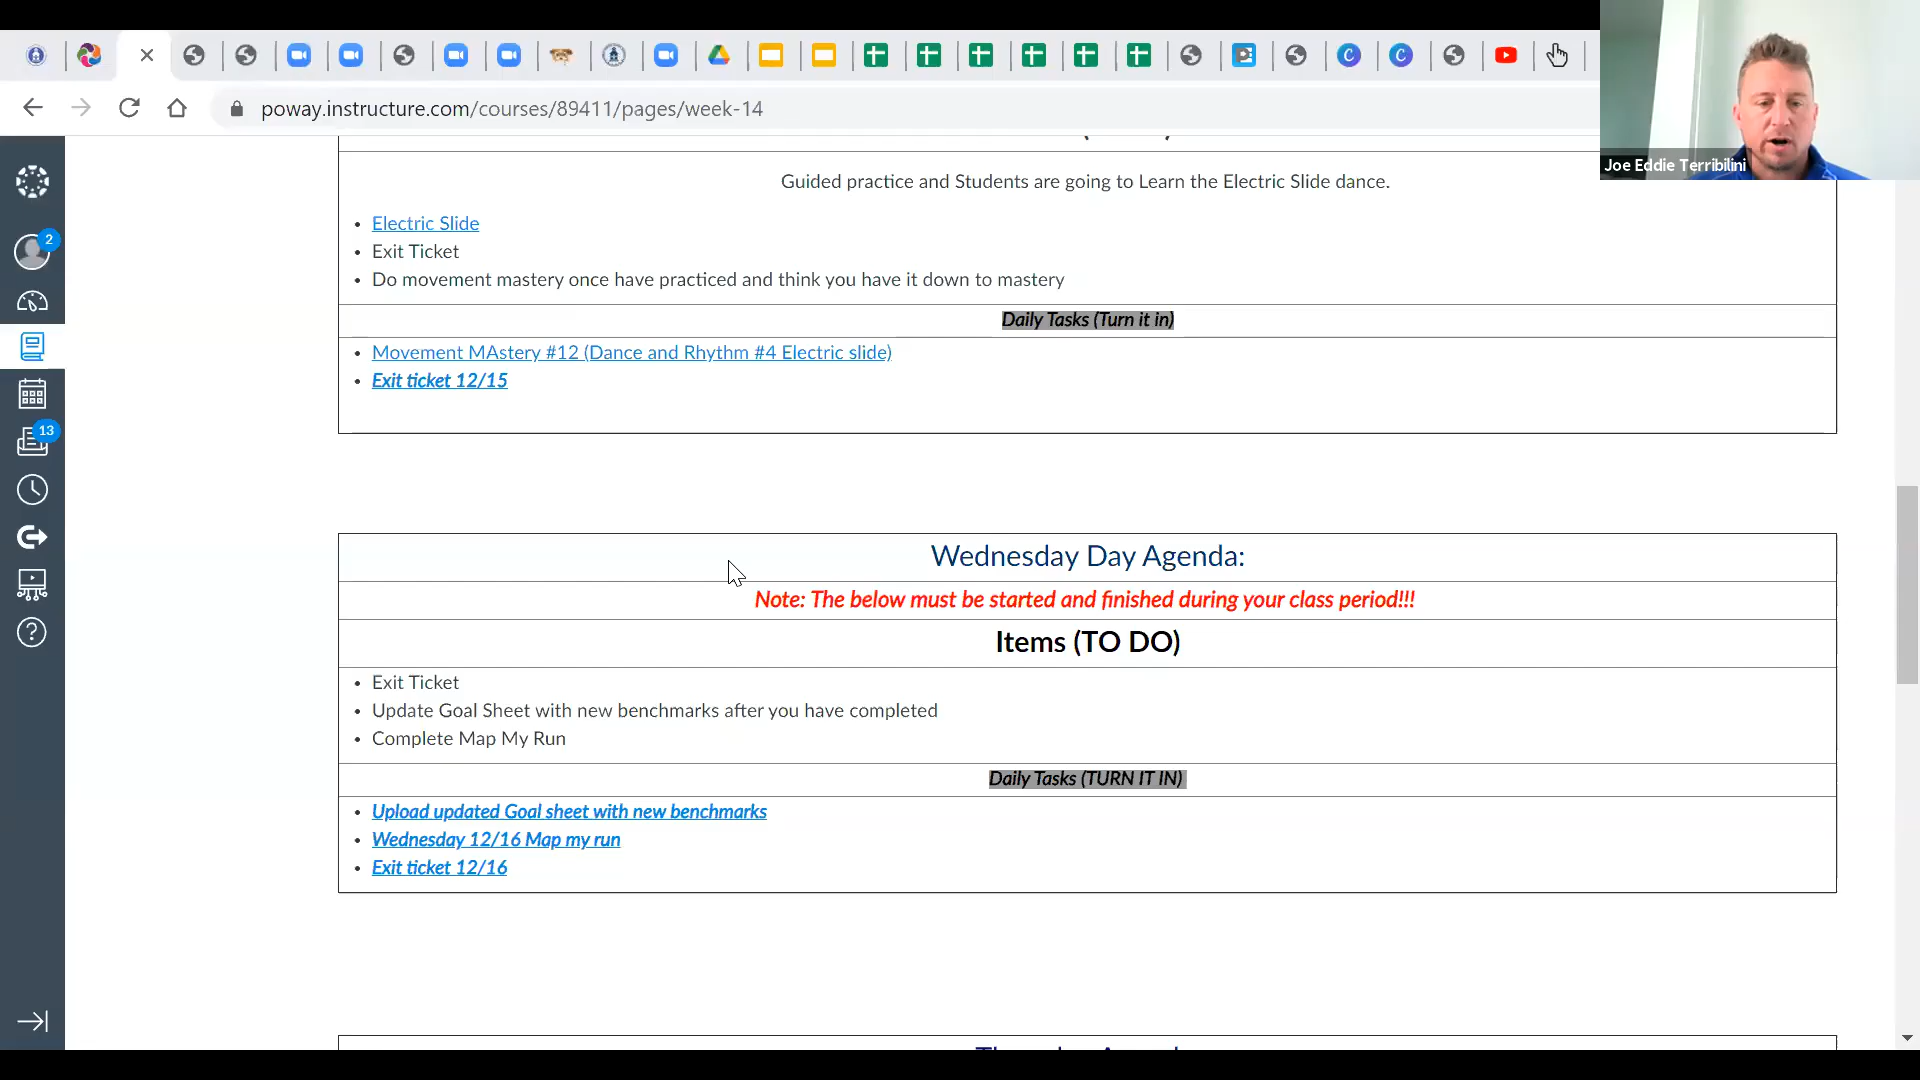 poway.instructure.com/courses/89411/pages/week-14
Joe Eddie Terribilini
Guided practice and Students are going to Learn the Electric Slide dance.
Electric Slide
Exit Ticket
Do movement mastery once have practiced and think you have it down to mastery
Daily Tasks (Turn it in)
Movement MAstery #12 (Dance and Rhythm #4 Electric slide)
Exit ticket 12/15
2
13
Wednesday Day Agenda:
Note: The below must be started and finished during your class period!!!
Items (TO DO)
Exit Ticket
Update Goal Sheet with new benchmarks after you have completed
Complete Map My Run
Daily Tasks (TURN IT IN)
Upload updated Goal sheet with new benchmarks
Wednesday 12/16 Map my run
Exit ticket 12/16